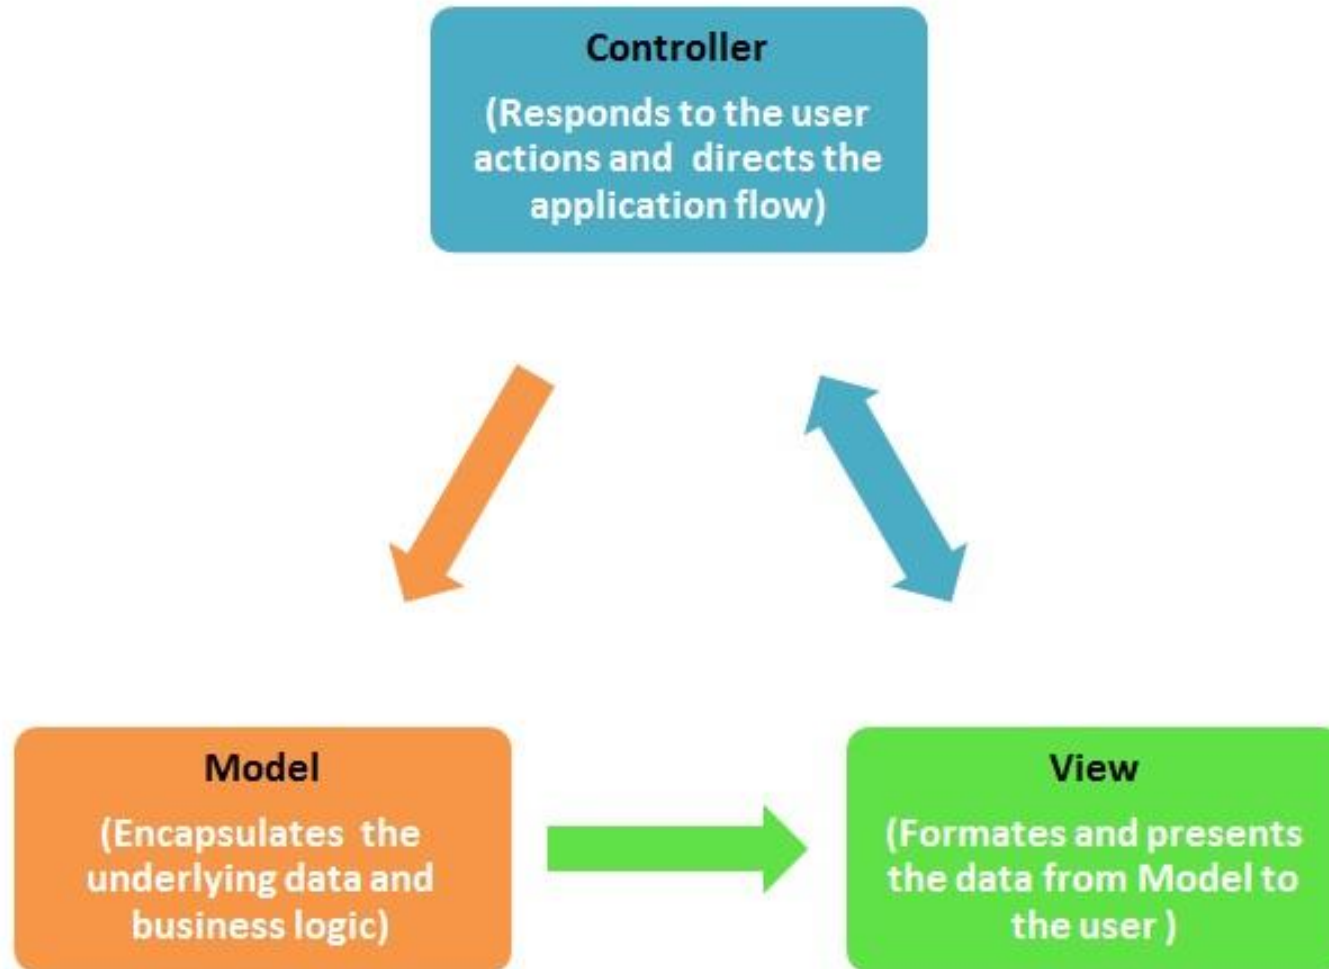 Controller
(Responds to the user
actions and directs the
application flow)
Model
(Encapsulates the
underlying data and
business logic)
View
(Formates and presents
the data from Model to
the user )